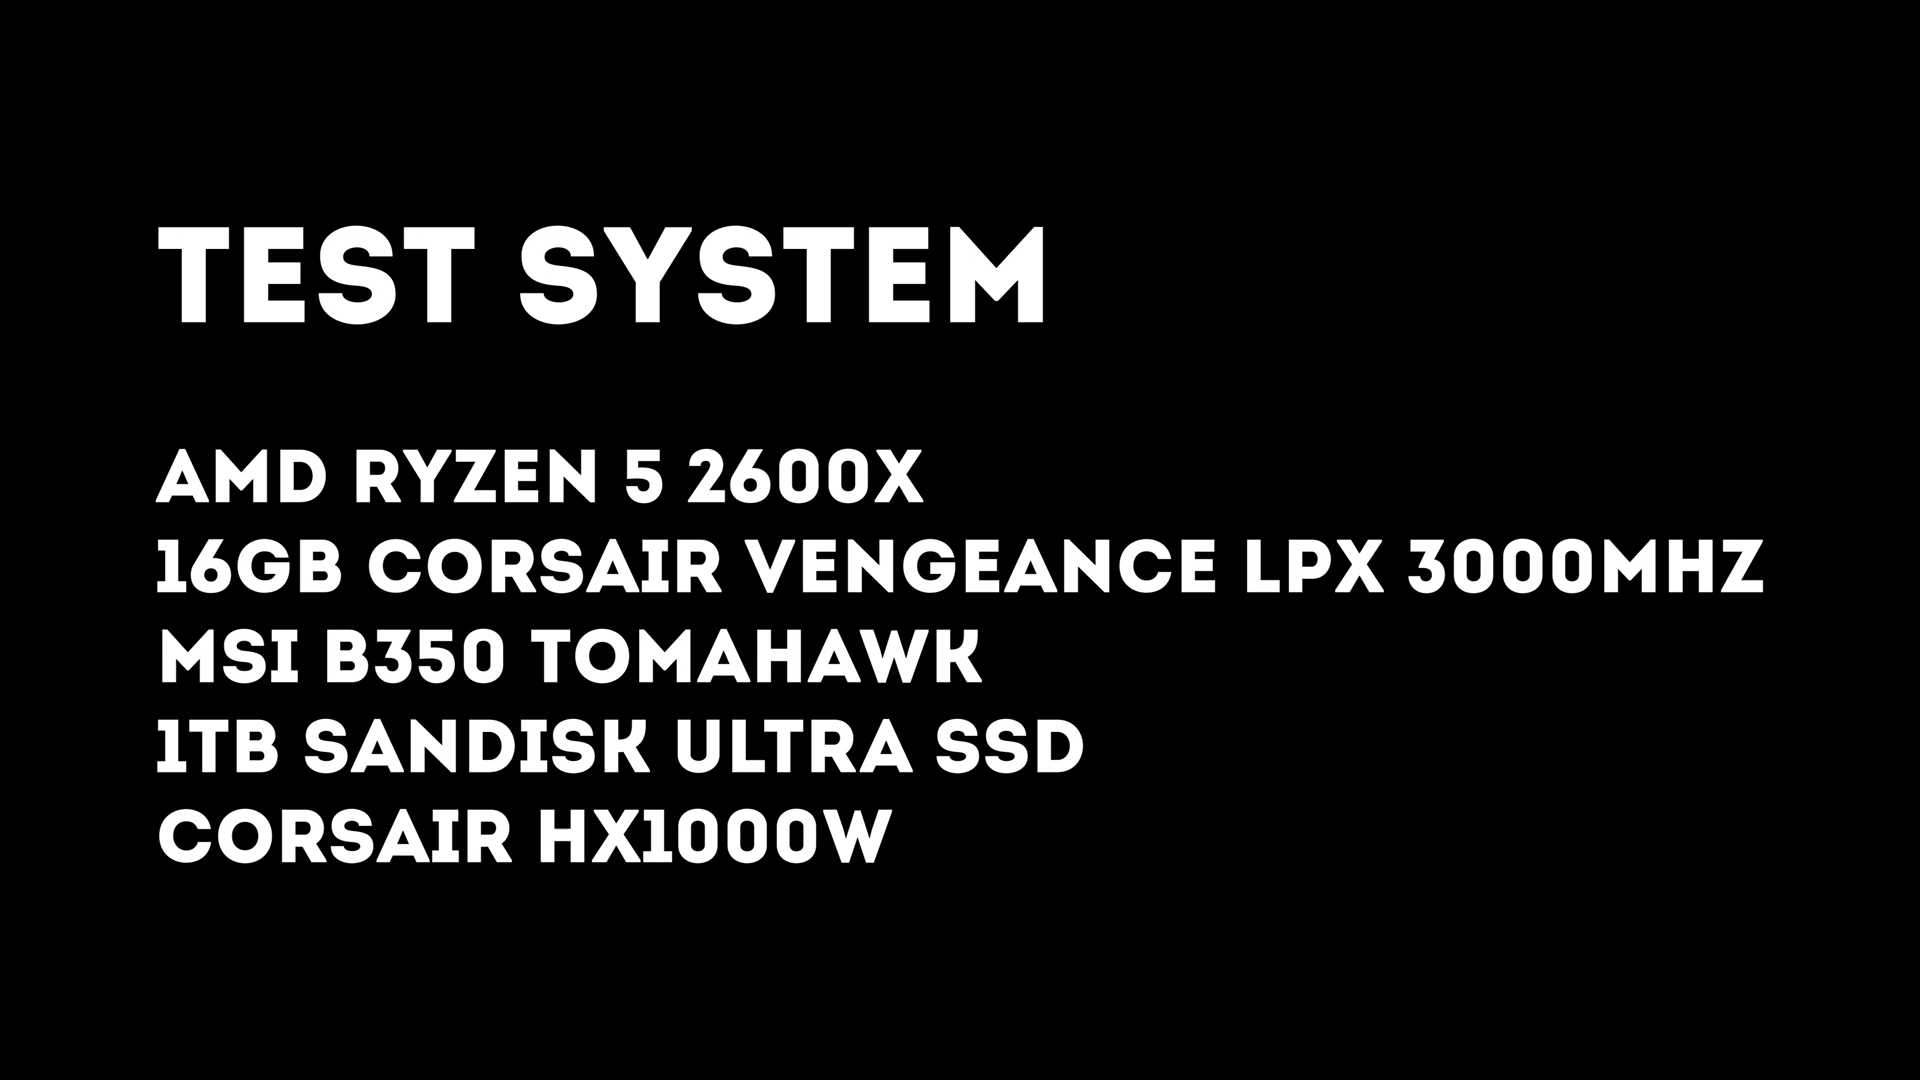 TEST SYSTEM
AMD RYZEN 5 2600X
16GB CORSAIR VENGEANCE LPX 3000MHZ
MSI B350 TOMAHAWK
1TB SANDISK ULTRA SSD
CORSAIR HX1000W